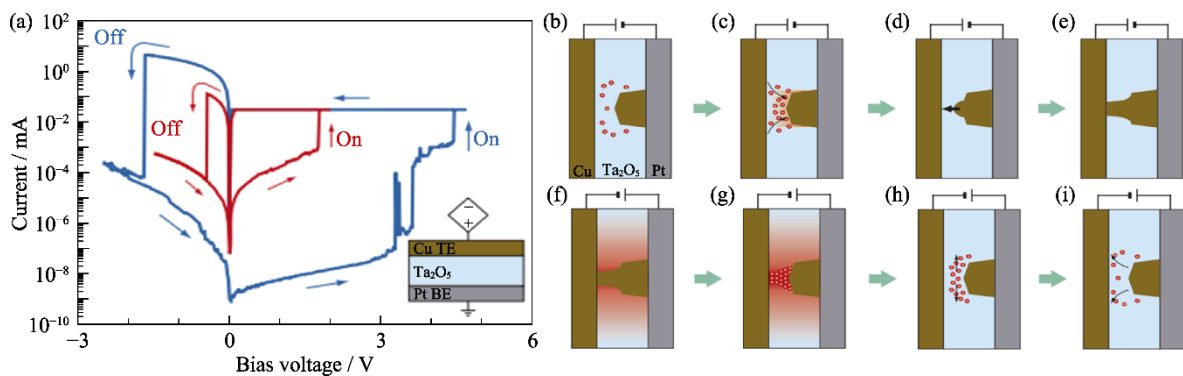 (a)
10²
10⁰
10⁻²
10⁻⁴
10⁻⁶
10⁻⁸
10⁻¹⁰
Current / mA
−3
0
3
6
Bias voltage / V
Off
Off
On
On
−
+
Cu TE
Ta₂O₅
Pt BE
(b)
Cu
Ta₂O₅
Pt
(c)
(d)
(e)
(f)
(g)
(h)
(i)